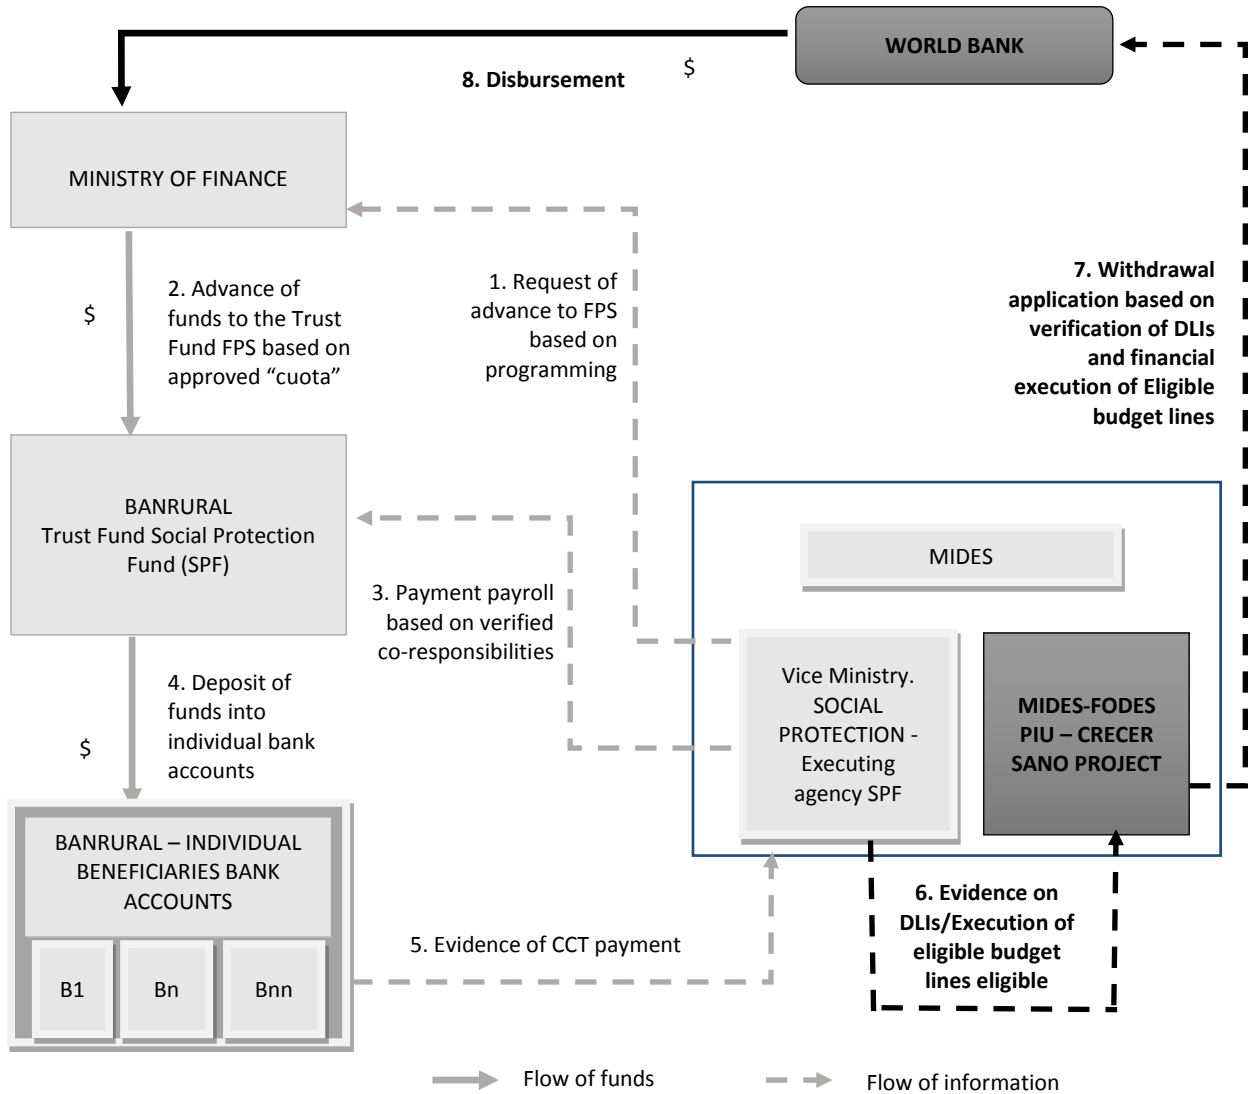 WORLD BANK
$
8. Disbursement
MINISTRY OF FINANCE
1. Request of
advance to FPS
based on
programming
2. Advance of
funds to the Trust
Fund FPS based on
approved “cuota”
$
7. Withdrawal
application based on
verification of DLIs
and financial
execution of Eligible
budget lines
BANRURAL
Trust Fund Social Protection
Fund (SPF)
MIDES
3. Payment payroll
based on verified
co-responsibilities
Vice Ministry.
SOCIAL
PROTECTION -
Executing
agency SPF
MIDES-FODES
PIU – CRECER
SANO PROJECT
4. Deposit of
funds into
individual bank
accounts
$
BANRURAL – INDIVIDUAL
BENEFICIARIES BANK
ACCOUNTS
B1
Bn
Bnn
5. Evidence of CCT payment
6. Evidence on
DLIs/Execution of
eligible budget
lines eligible
Flow of funds
Flow of information